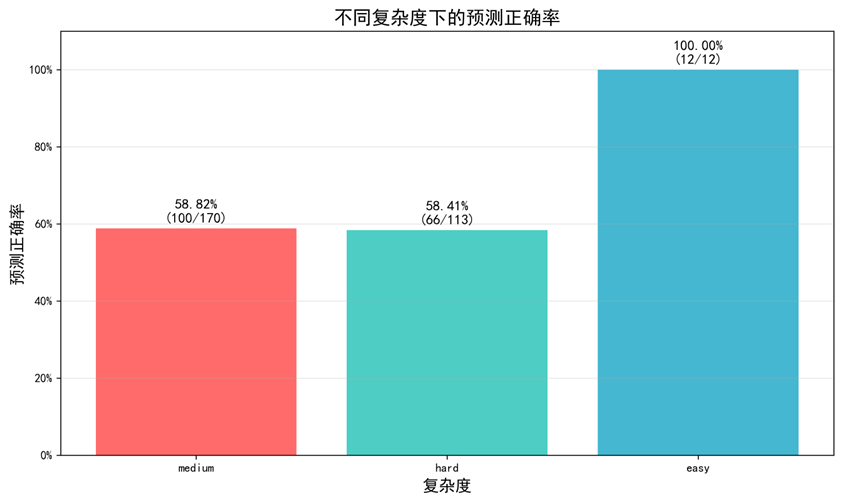 不同复杂度下的预测正确率
预测正确率
100%
80%
60%
40%
20%
0%
58.82%
(100/170)
58.41%
(66/113)
100.00%
(12/12)
medium
hard
easy
复杂度